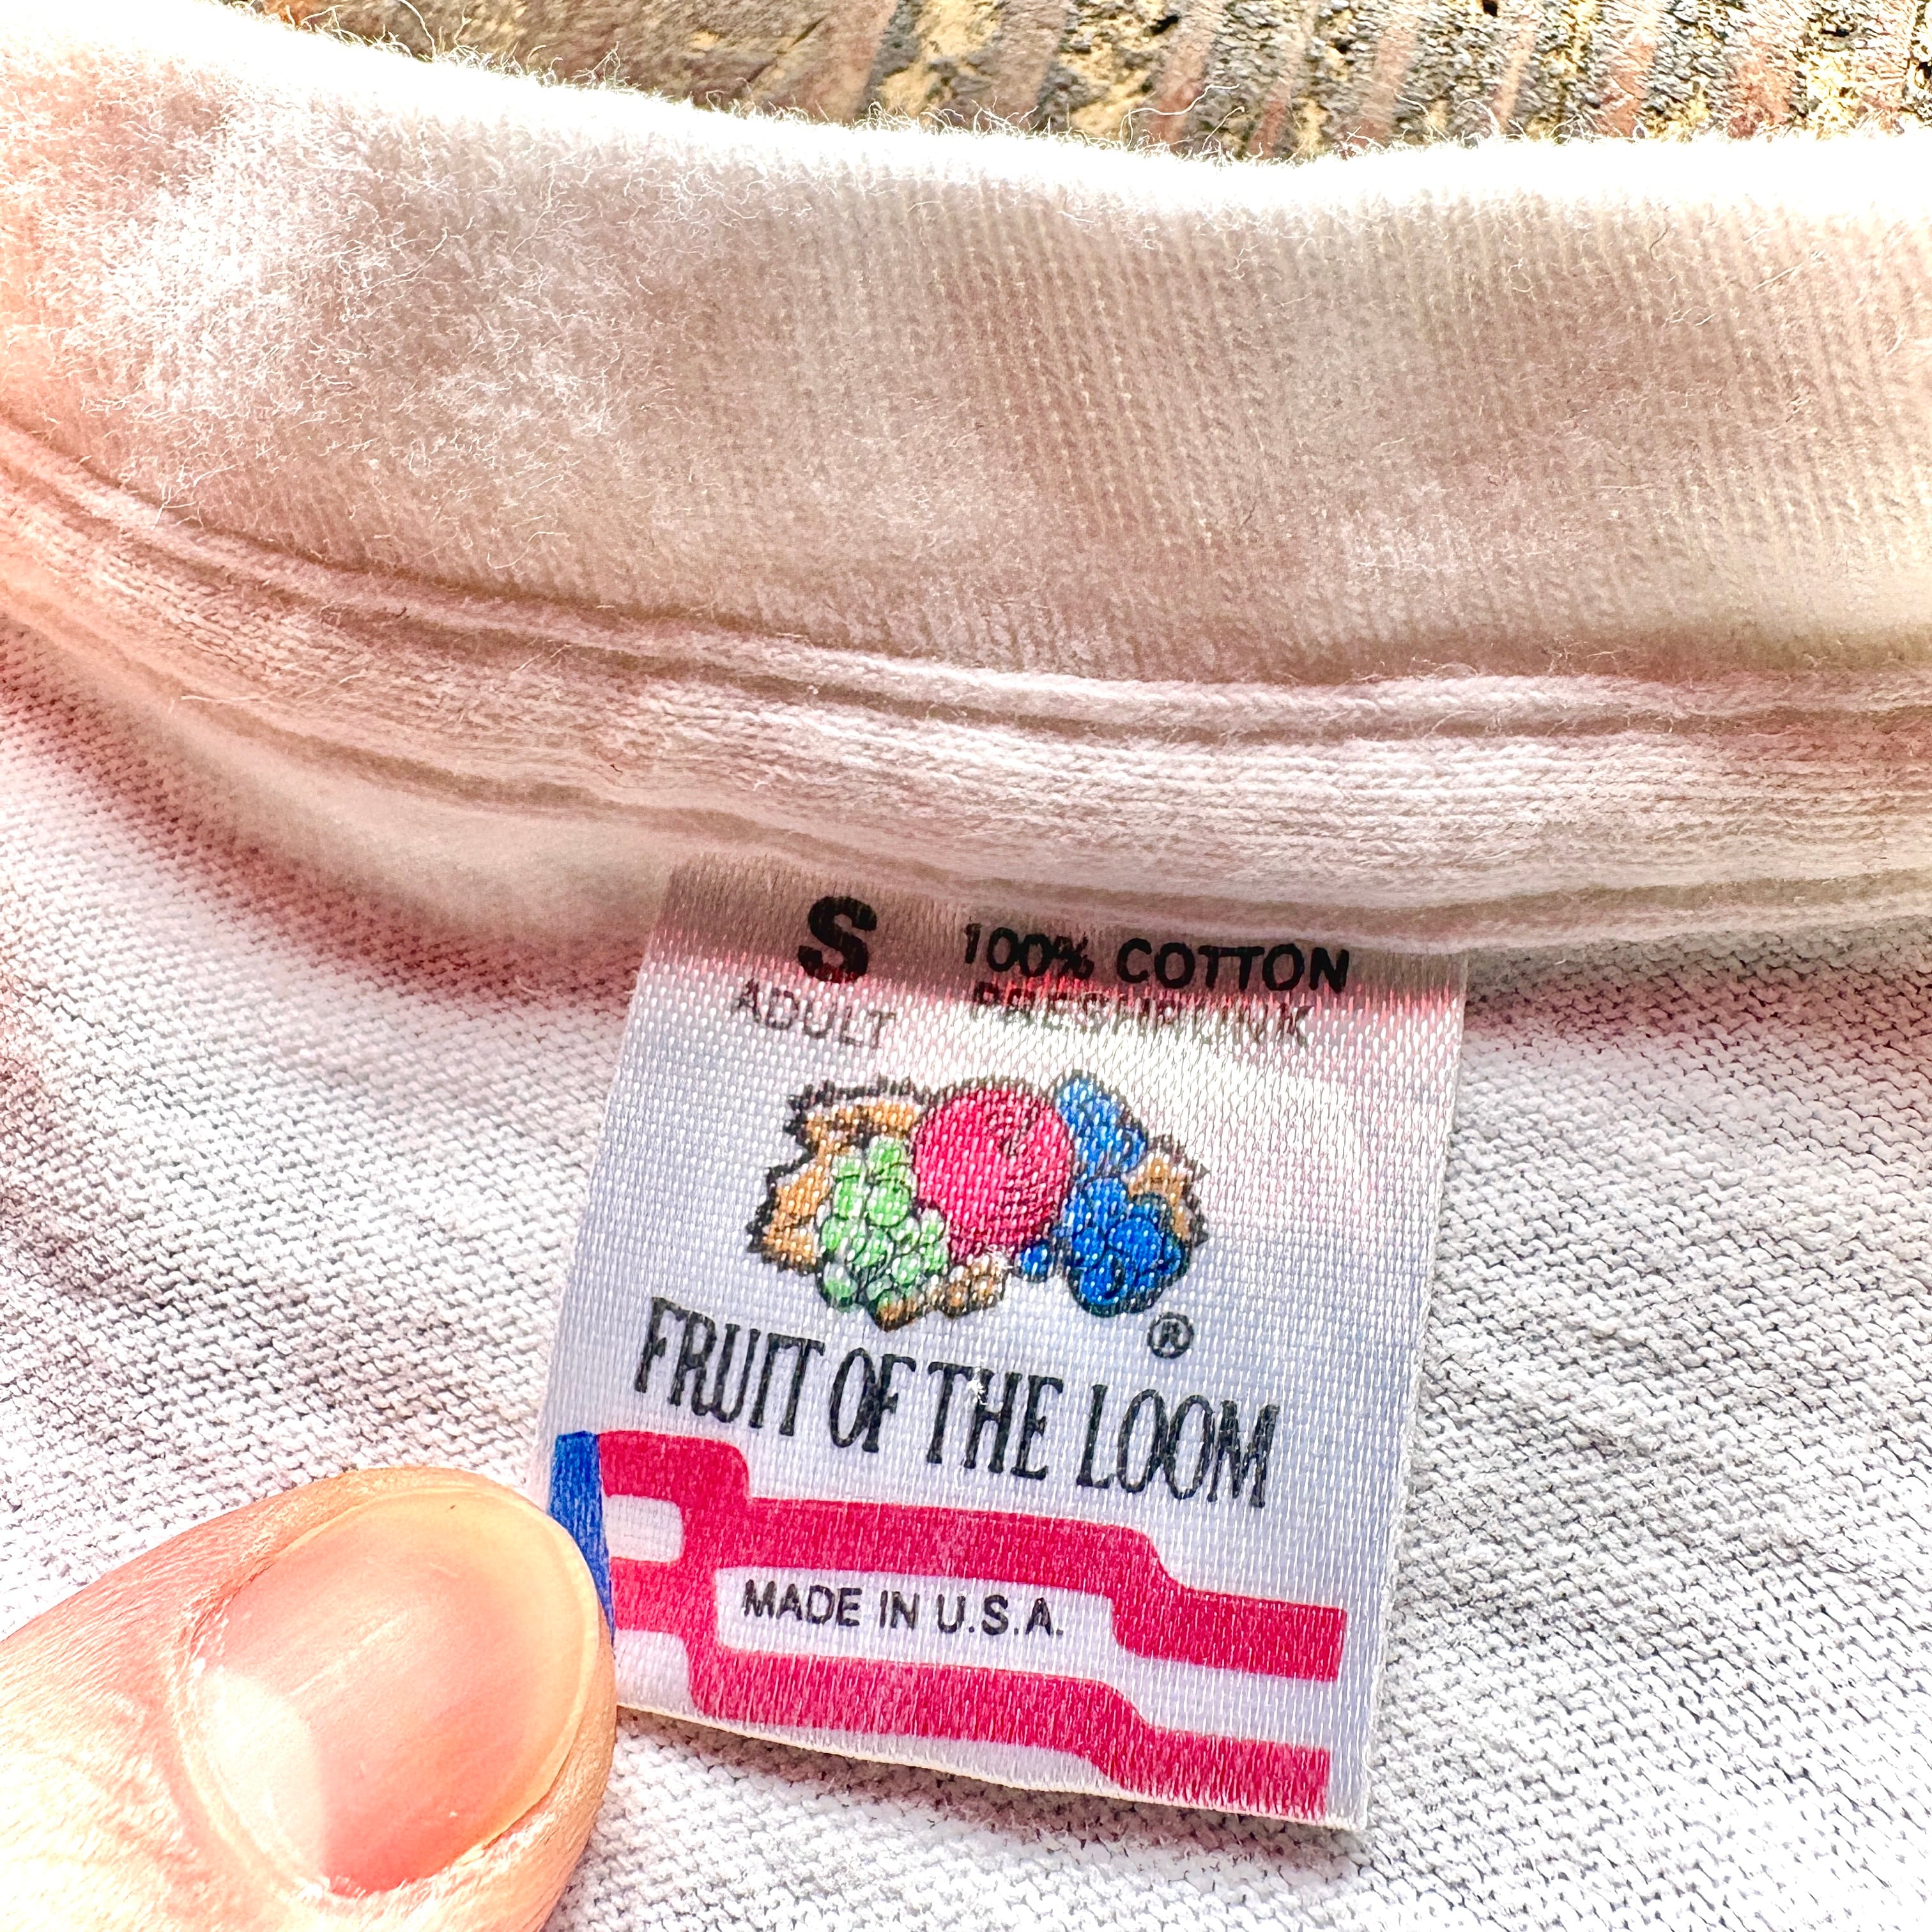 S 100% COTTON
ADULT PRESHRUNK
®
FRUIT OF THE LOOM
MADE IN U.S.A.